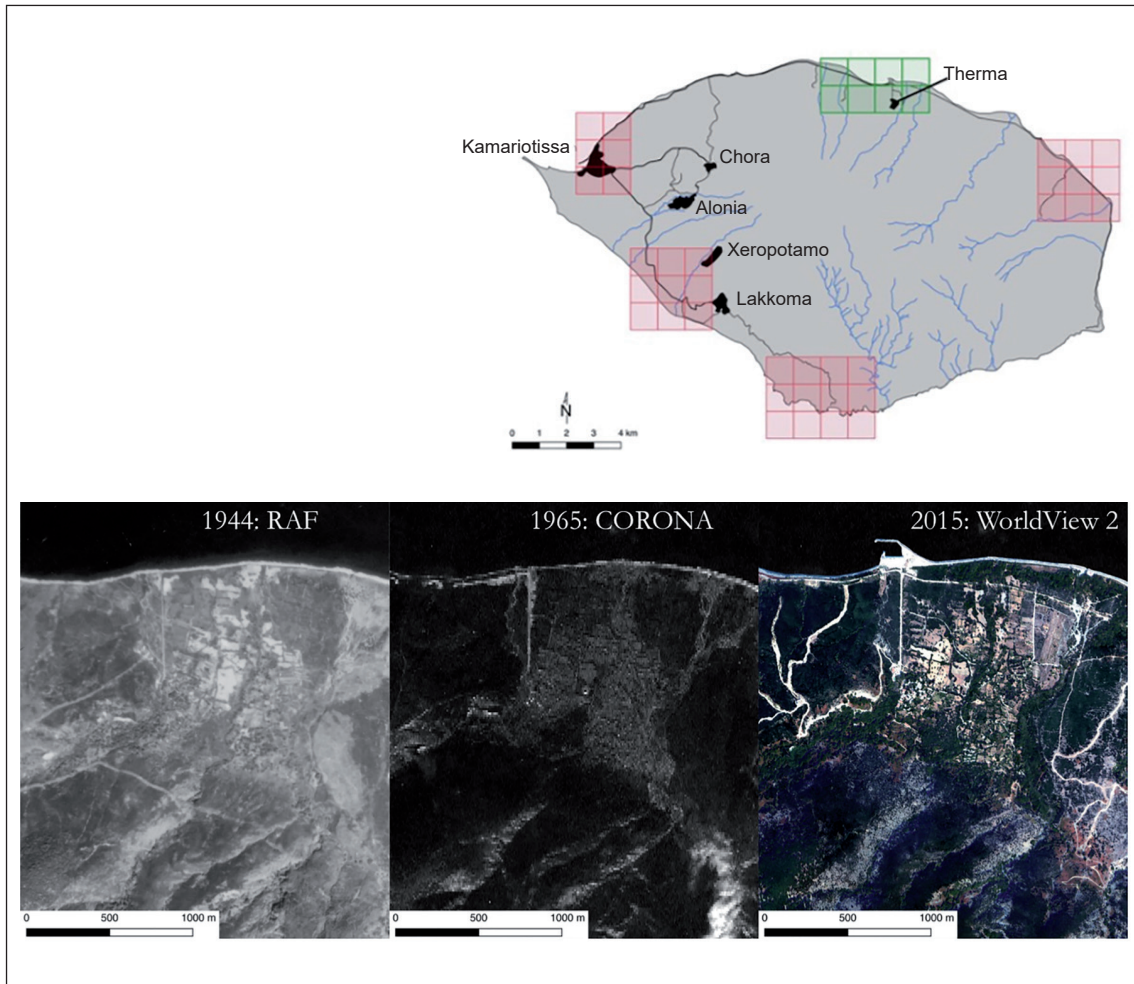 Therma
Kamariotissa
Chora
Alonia
Xeropotamo
Lakkoma
N
0 1 2 3 4 km
1944: RAF
1965: CORONA
2015: WorldView 2
0 500 1000 m
0 500 1000 m
0 500 1000 m